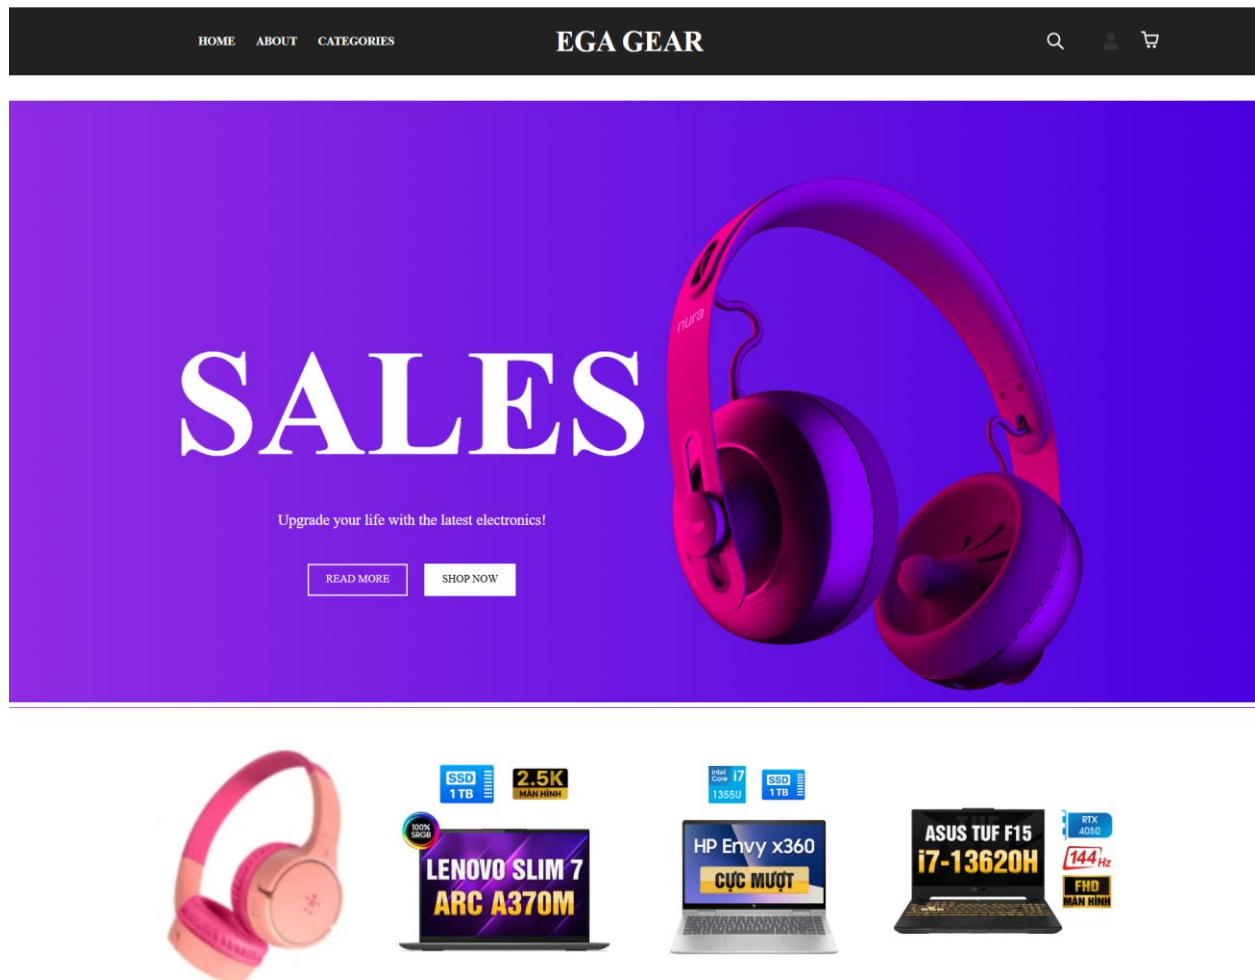 HOME ABOUT CATEGORIES EGA GEAR
nura
SALES
Upgrade your life with the latest electronics!
READ MORE SHOP NOW
SSD
1TB
2.5K
MÀN HÌNH
100%
SRGB
LENOVO SLIM 7
ARC A370M
intel
Core i7
1355U
SSD
1TB
HP Envy x360
CỰC MƯỢT
ASUS TUF F15
i7-13620H
RTX
4050
144Hz
FHD
MÀN HÌNH